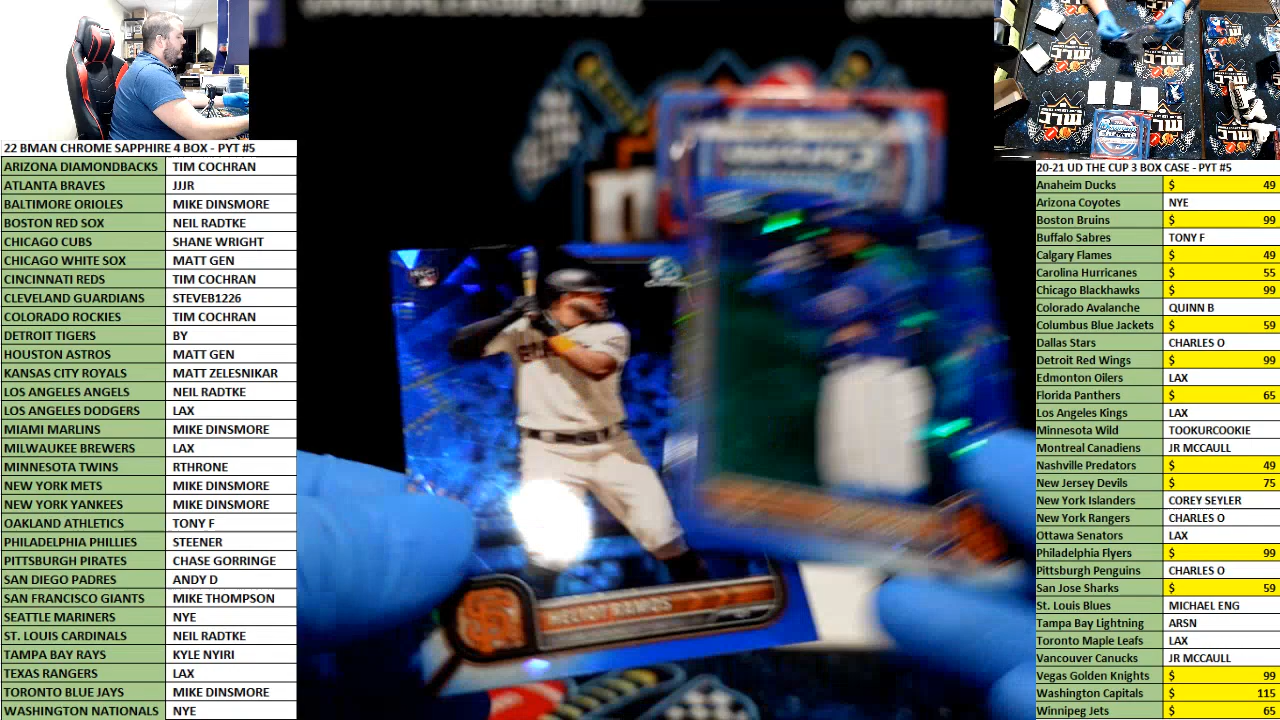 22 BMAN CHROME SAPPHIRE 4 BOX - PYT #5
ARIZONA DIAMONDBACKS TIM COCHRAN
ATLANTA BRAVES JJJR
BALTIMORE ORIOLES MIKE DINSMORE
BOSTON RED SOX NEIL RADTKE
CHICAGO CUBS SHANE WRIGHT
CHICAGO WHITE SOX MATT GEN
CINCINNATI REDS TIM COCHRAN
CLEVELAND GUARDIANS STEVEB1226
COLORADO ROCKIES TIM COCHRAN
DETROIT TIGERS BY
HOUSTON ASTROS MATT GEN
KANSAS CITY ROYALS MATT ZELESNIKAR
LOS ANGELES ANGELS NEIL RADTKE
LOS ANGELES DODGERS LAX
MIAMI MARLINS MIKE DINSMORE
MILWAUKEE BREWERS LAX
MINNESOTA TWINS RTHRONE
NEW YORK METS MIKE DINSMORE
NEW YORK YANKEES MIKE DINSMORE
OAKLAND ATHLETICS TONY F
PHILADELPHIA PHILLIES STEENER
PITTSBURGH PIRATES CHASE GORRINGE
SAN DIEGO PADRES ANDY D
SAN FRANCISCO GIANTS MIKE THOMPSON
SEATTLE MARINERS NYE
ST. LOUIS CARDINALS NEIL RADTKE
TAMPA BAY RAYS KYLE NYIRI
TEXAS RANGERS LAX
TORONTO BLUE JAYS MIKE DINSMORE
WASHINGTON NATIONALS NYE
HELIOT RAMOS
20-21 UD THE CUP 3 BOX CASE - PYT #5
Anaheim Ducks $ 49
Arizona Coyotes NYE
Boston Bruins $ 99
Buffalo Sabres TONY F
Calgary Flames $ 49
Carolina Hurricanes $ 55
Chicago Blackhawks $ 99
Colorado Avalanche QUINN B
Columbus Blue Jackets $ 59
Dallas Stars CHARLES O
Detroit Red Wings $ 99
Edmonton Oilers LAX
Florida Panthers $ 65
Los Angeles Kings LAX
Minnesota Wild TOOKURCOOKIE
Montreal Canadiens JR MCCAULL
Nashville Predators $ 49
New Jersey Devils $ 75
New York Islanders COREY SEYLER
New York Rangers CHARLES O
Ottawa Senators LAX
Philadelphia Flyers $ 99
Pittsburgh Penguins CHARLES O
San Jose Sharks $ 59
St. Louis Blues MICHAEL ENG
Tampa Bay Lightning ARSN
Toronto Maple Leafs LAX
Vancouver Canucks JR MCCAULL
Vegas Golden Knights $ 99
Washington Capitals $ 115
Winnipeg Jets $ 65